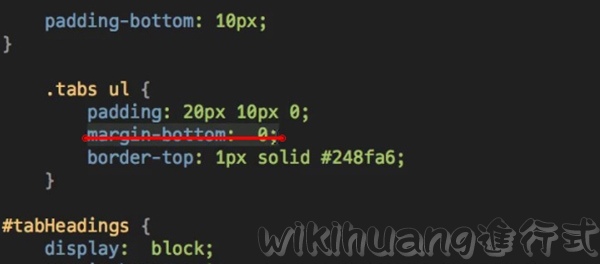 padding-bottom: 10px;
}
.tabs ul {
padding: 20px 10px 0;
margin-bottom: 0;
border-top: 1px solid #248fa6;
}
#tabHeadings {
display: block;
wikihuang進行式